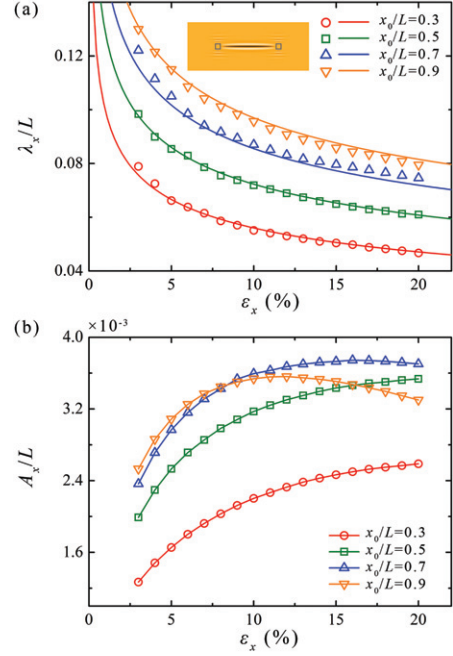 (a)
0.12
0.08
0.04
λx/L
x0/L=0.3
x0/L=0.5
x0/L=0.7
x0/L=0.9
0 5 10 15 20
εx (%)
(b)
×10-3
4.0
3.2
2.4
1.6
Ax/L
x0/L=0.3
x0/L=0.5
x0/L=0.7
x0/L=0.9
0 5 10 15 20
εx (%)